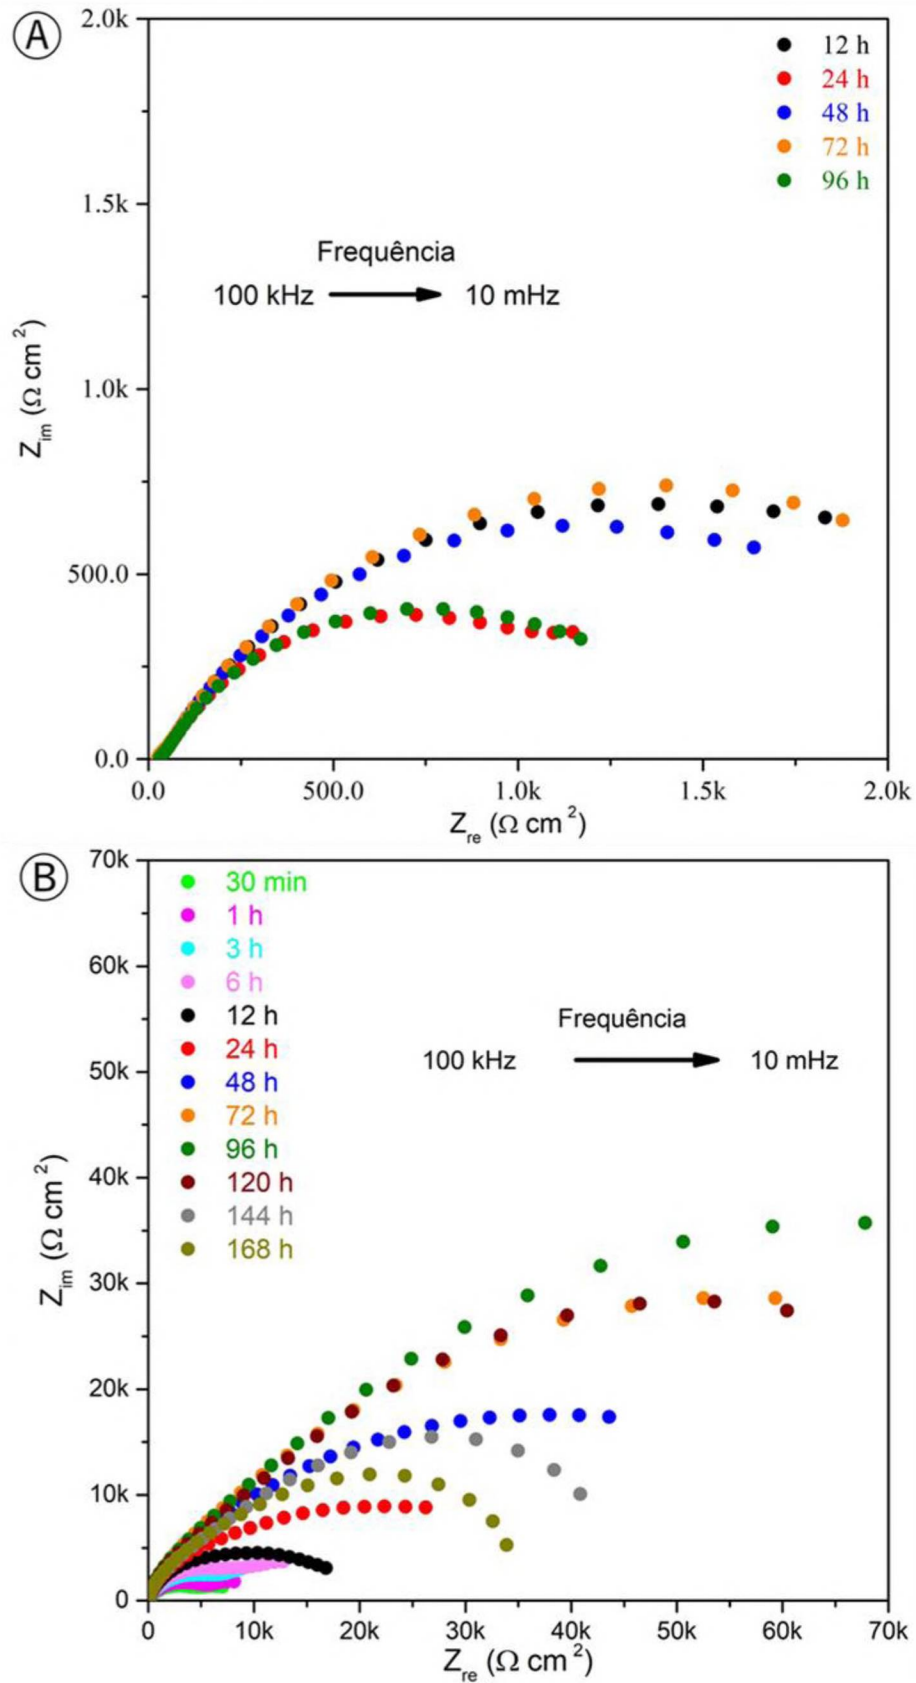 A
2.0k
12 h
24 h
48 h
72 h
96 h
1.5k
Frequência
100 kHz 10 mHz
1.0k
Zim (Ω cm2)
500.0
0.0
0.0 500.0 1.0k 1.5k 2.0k
Zre (Ω cm2)
B
70k
30 min
1 h
3 h
6 h
12 h
24 h
48 h
72 h
96 h
120 h
144 h
168 h
60k
Frequência
100 kHz 10 mHz
50k
40k
Zim (Ω cm2)
30k
20k
10k
0
0 10k 20k 30k 40k 50k 60k 70k
Zre (Ω cm2)